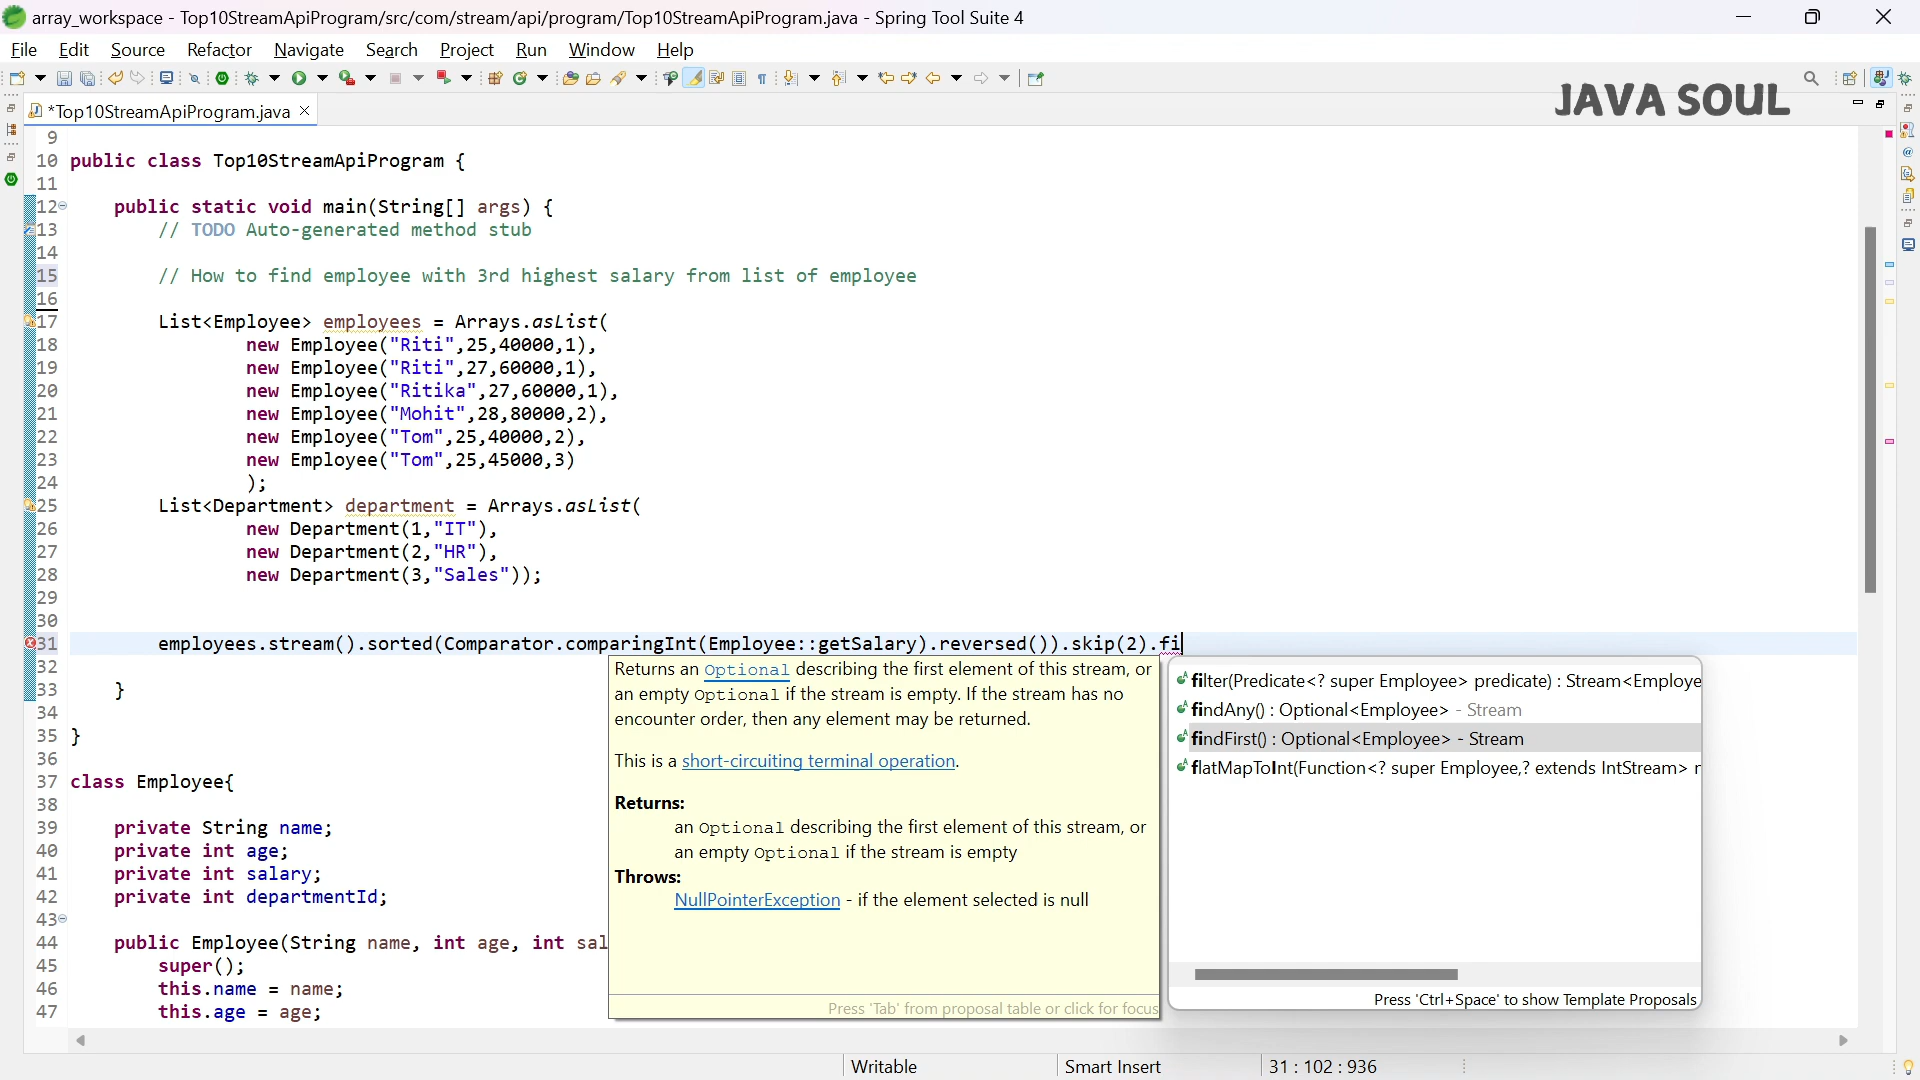 array_workspace - Top10StreamApiProgram/src/com/stream/api/program/Top10StreamApiProgram.java - Spring Tool Suite 4
File Edit Source Refactor Navigate Search Project Run Window Help
JAVA SOUL
*Top10StreamApiProgram.java
9
10 public class Top10StreamApiProgram {
11
12 public static void main(String[] args) {
13 // TODO Auto-generated method stub
14
15 // How to find employee with 3rd highest salary from list of employee
16
17 List<Employee> employees = Arrays.asList(
18 new Employee("Riti",25,40000,1),
19 new Employee("Riti",27,60000,1),
20 new Employee("Ritika",27,60000,1),
21 new Employee("Mohit",28,80000,2),
22 new Employee("Tom",25,40000,2),
23 new Employee("Tom",25,45000,3)
24 );
25 List<Department> department = Arrays.asList(
26 new Department(1,"IT"),
27 new Department(2,"HR"),
28 new Department(3,"Sales"));
29
30
31 employees.stream().sorted(Comparator.comparingInt(Employee::getSalary).reversed()).skip(2).fi
32
33 }
34
35 }
36
37 class Employee{
38
39 private String name;
40 private int age;
41 private int salary;
42 private int departmentId;
43
44 public Employee(String name, int age, int sal
45 super();
46 this.name = name;
47 this.age = age;
Returns an Optional describing the first element of this stream, or
an empty Optional if the stream is empty. If the stream has no
encounter order, then any element may be returned.
This is a short-circuiting terminal operation.
Returns:
an Optional describing the first element of this stream, or
an empty Optional if the stream is empty
Throws:
NullPointerException - if the element selected is null
Press 'Tab' from proposal table or click for focus
filter(Predicate<? super Employee> predicate) : Stream<Employe
findAny() : Optional<Employee> - Stream
findFirst() : Optional<Employee> - Stream
flatMapToInt(Function<? super Employee,? extends IntStream> r
Press 'Ctrl+Space' to show Template Proposals
Writable Smart Insert 31 : 102 : 936